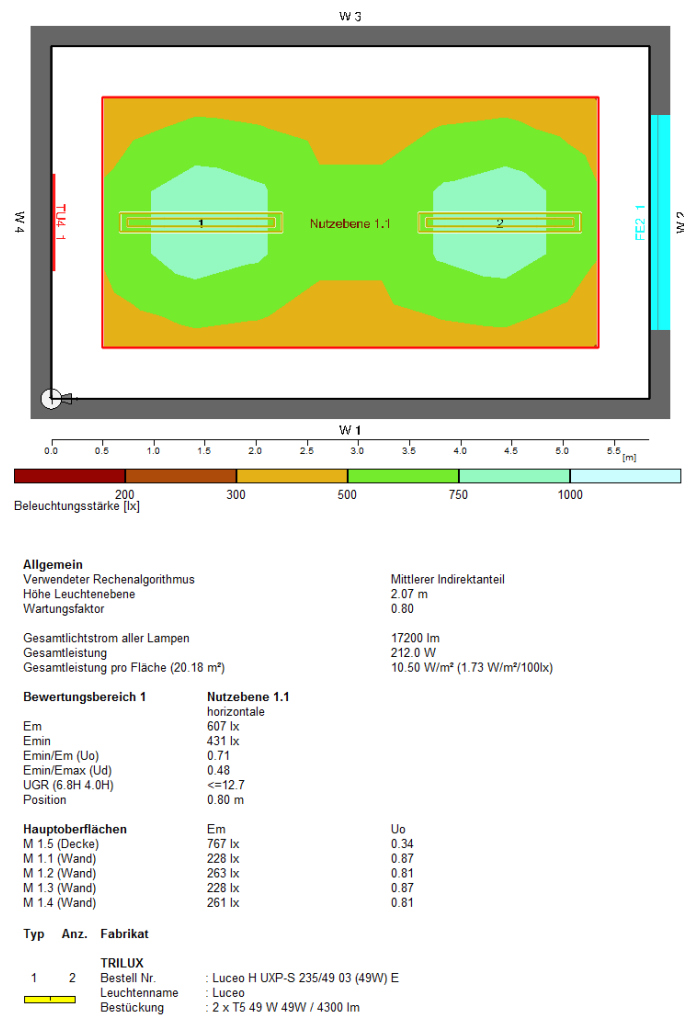 W 3
W 4
TU4_1
1
Nutzebene 1.1
2
FE2_1
W 2
W 1
0.0 0.5 1.0 1.5 2.0 2.5 3.0 3.5 4.0 4.5 5.0 5.5
[m]
200 300 500 750 1000
Beleuchtungsstärke [lx]
Allgemein
Verwendeter Rechenalgorithmus Mittlerer Indirektanteil
Höhe Leuchtenebene 2.07 m
Wartungsfaktor 0.80
Gesamtlichtstrom aller Lampen 17200 lm
Gesamtleistung 212.0 W
Gesamtleistung pro Fläche (20.18 m²) 10.50 W/m² (1.73 W/m²/100lx)
Bewertungsbereich 1 Nutzebene 1.1
horizontale
Em 607 lx
Emin 431 lx
Emin/Em (Uo) 0.71
Emin/Emax (Ud) 0.48
UGR (6.8H 4.0H) <=12.7
Position 0.80 m
Hauptoberflächen Em Uo
M 1.5 (Decke) 767 lx 0.34
M 1.1 (Wand) 228 lx 0.87
M 1.2 (Wand) 263 lx 0.81
M 1.3 (Wand) 228 lx 0.87
M 1.4 (Wand) 261 lx 0.81
Typ Anz. Fabrikat
TRILUX
1 2 Bestell Nr. : Luceo H UXP-S 235/49 03 (49W) E
Leuchtenname : Luceo
Bestückung : 2 x T5 49 W 49W / 4300 lm